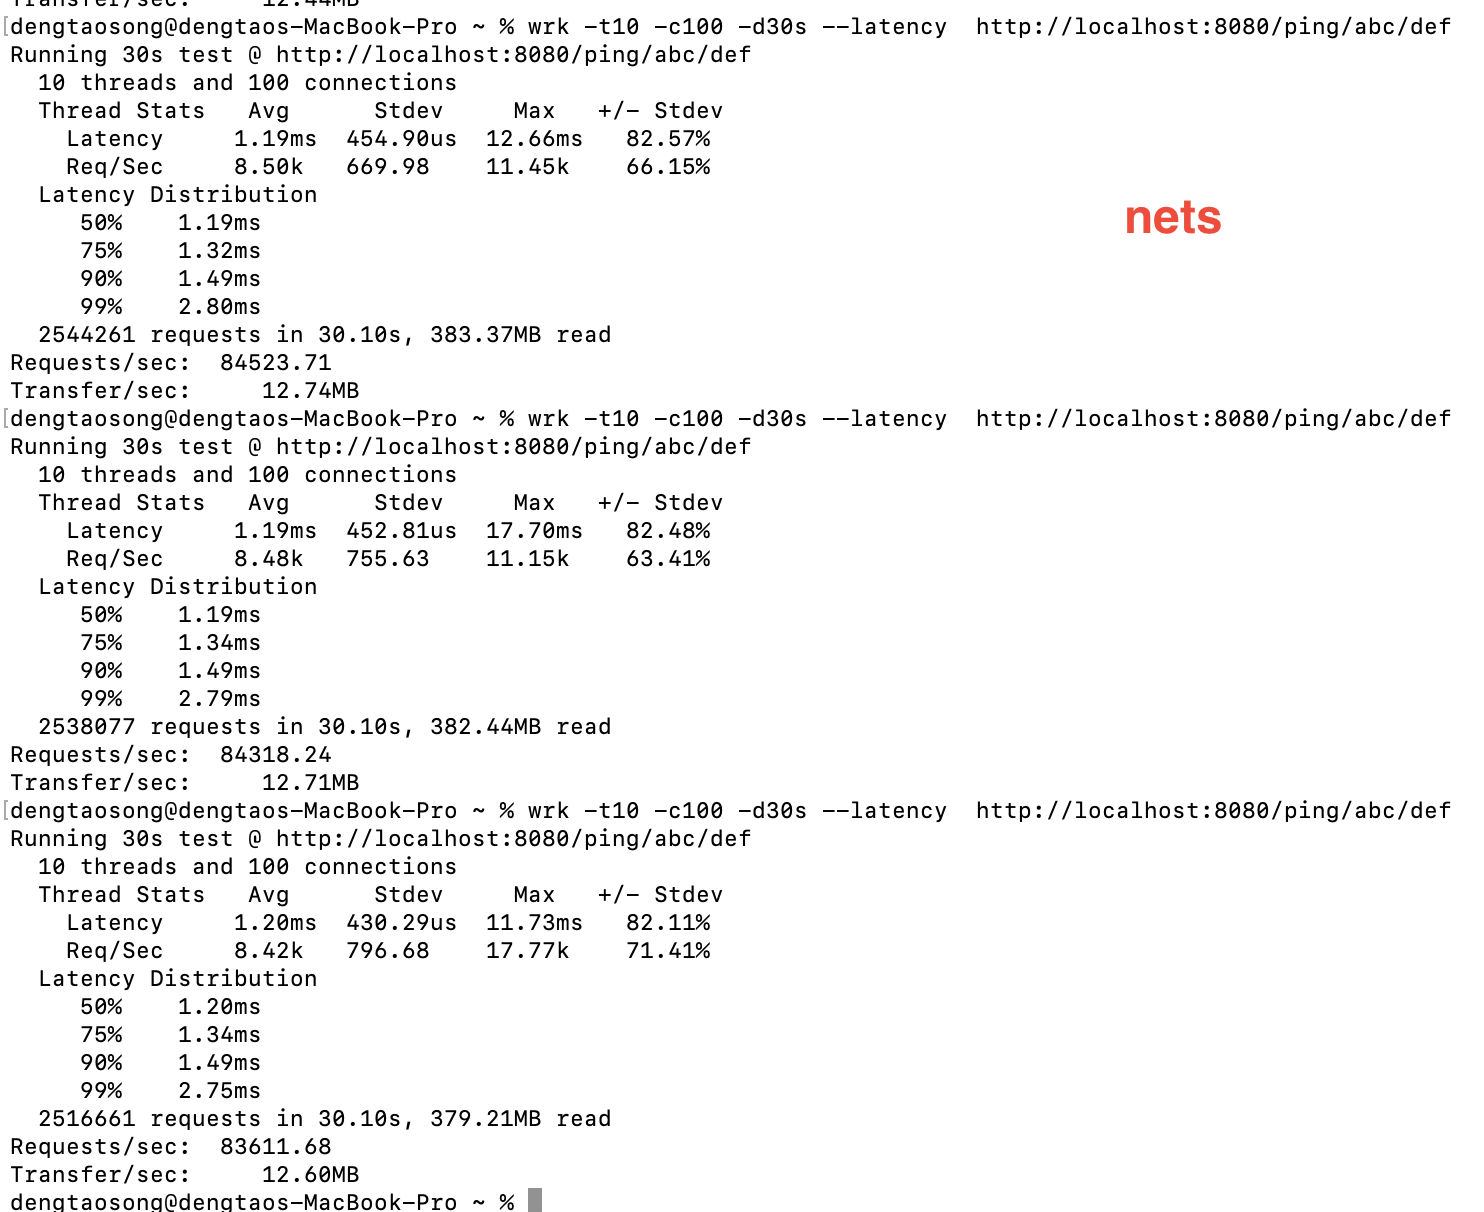 Transfer/sec:     12.44MB
[dengtaosong@dengtaos-MacBook-Pro ~ % wrk -t10 -c100 -d30s --latency  http://localhost:8080/ping/abc/def
Running 30s test @ http://localhost:8080/ping/abc/def
  10 threads and 100 connections
  Thread Stats   Avg      Stdev     Max   +/- Stdev
    Latency     1.19ms  454.90us  12.66ms   82.57%
    Req/Sec     8.50k   669.98    11.45k    66.15%
  Latency Distribution
nets
     50%    1.19ms
     75%    1.32ms
     90%    1.49ms
     99%    2.80ms
  2544261 requests in 30.10s, 383.37MB read
Requests/sec:  84523.71
Transfer/sec:     12.74MB
[dengtaosong@dengtaos-MacBook-Pro ~ % wrk -t10 -c100 -d30s --latency  http://localhost:8080/ping/abc/def
Running 30s test @ http://localhost:8080/ping/abc/def
  10 threads and 100 connections
  Thread Stats   Avg      Stdev     Max   +/- Stdev
    Latency     1.19ms  452.81us  17.70ms   82.48%
    Req/Sec     8.48k   755.63    11.15k    63.41%
  Latency Distribution
     50%    1.19ms
     75%    1.34ms
     90%    1.49ms
     99%    2.79ms
  2538077 requests in 30.10s, 382.44MB read
Requests/sec:  84318.24
Transfer/sec:     12.71MB
[dengtaosong@dengtaos-MacBook-Pro ~ % wrk -t10 -c100 -d30s --latency  http://localhost:8080/ping/abc/def
Running 30s test @ http://localhost:8080/ping/abc/def
  10 threads and 100 connections
  Thread Stats   Avg      Stdev     Max   +/- Stdev
    Latency     1.20ms  430.29us  11.73ms   82.11%
    Req/Sec     8.42k   796.68    17.77k    71.41%
  Latency Distribution
     50%    1.20ms
     75%    1.34ms
     90%    1.49ms
     99%    2.75ms
  2516661 requests in 30.10s, 379.21MB read
Requests/sec:  83611.68
Transfer/sec:     12.60MB
dengtaosong@dengtaos-MacBook-Pro ~ %